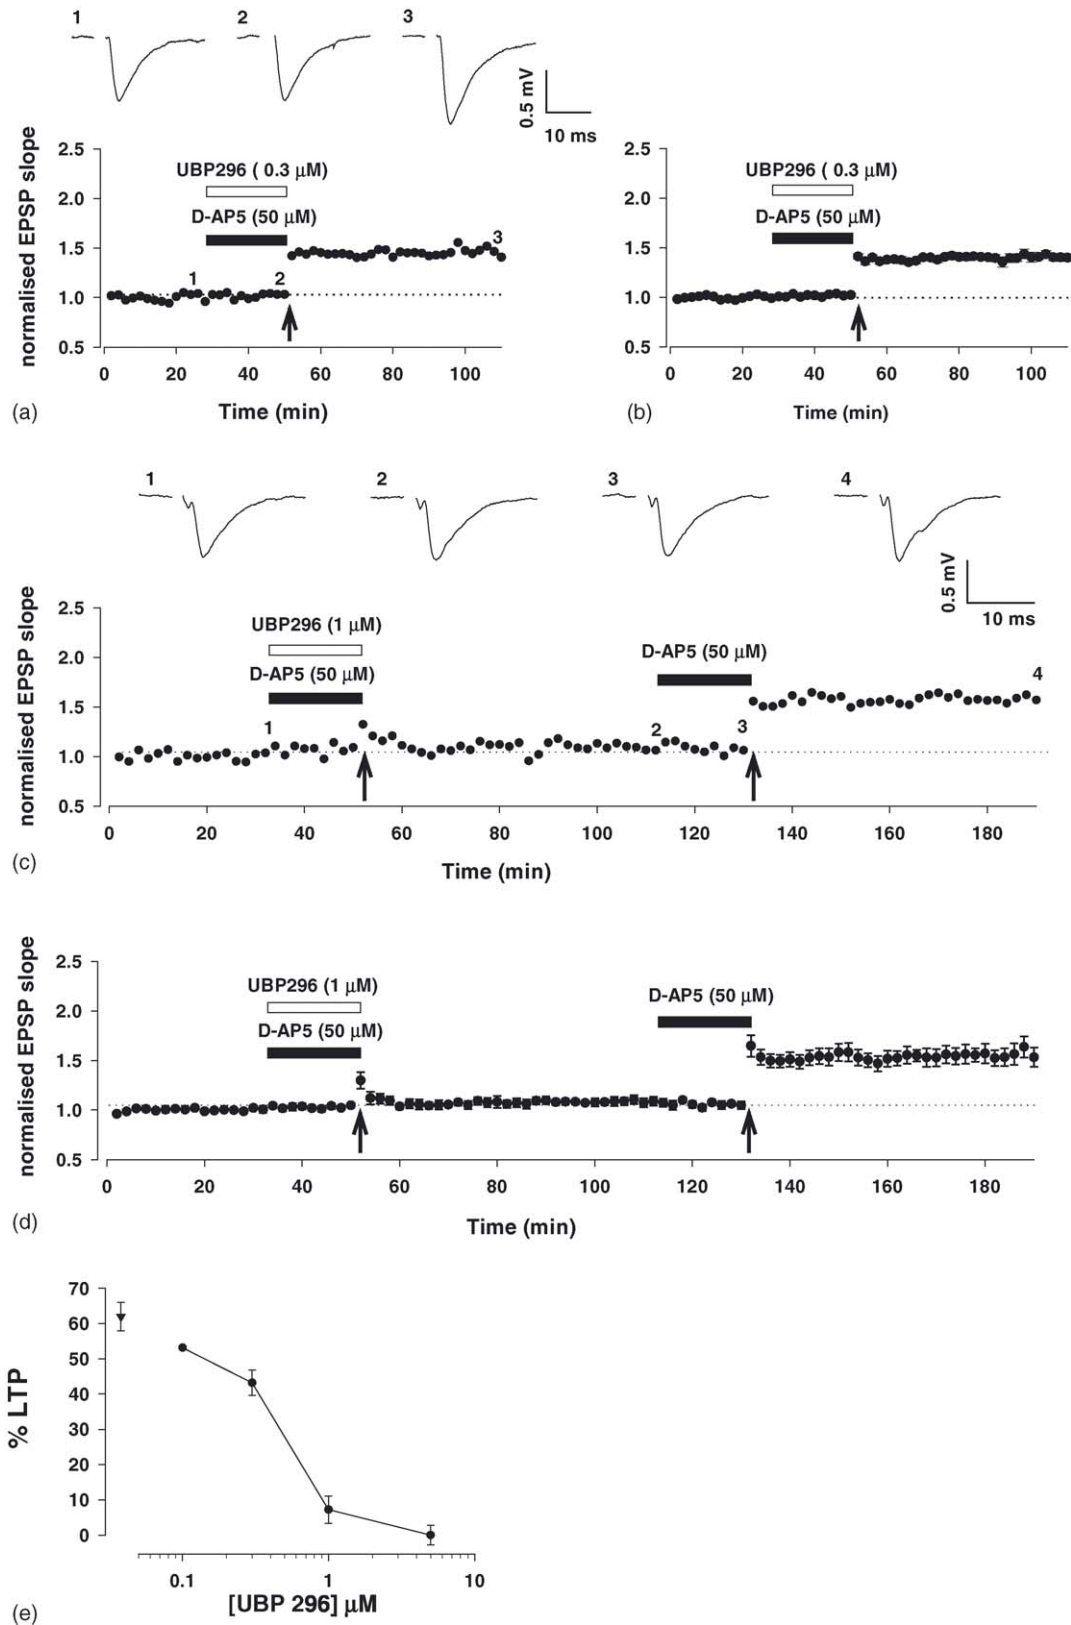 1 2 3
0.5 mV
10 ms
normalised EPSP slope
2.5
2.0
1.5
1.0
0.5
UBP296 ( 0.3 μM)
D-AP5 (50 μM)
1 2 3
0 20 40 60 80 100
(a) Time (min)
2.5
2.0
1.5
1.0
0.5
UBP296 ( 0.3 μM)
D-AP5 (50 μM)
0 20 40 60 80 100
(b) Time (min)
1 2 3 4
0.5 mV
10 ms
normalised EPSP slope
2.5
2.0
1.5
1.0
0.5
UBP296 (1 μM)
D-AP5 (50 μM)
D-AP5 (50 μM)
1 2 3 4
0 20 40 60 80 100 120 140 160 180
(c) Time (min)
normalised EPSP slope
2.5
2.0
1.5
1.0
0.5
UBP296 (1 μM)
D-AP5 (50 μM)
D-AP5 (50 μM)
0 20 40 60 80 100 120 140 160 180
(d) Time (min)
% LTP
70
60
50
40
30
20
10
0
0.1 1 10
(e) [UBP 296] μM